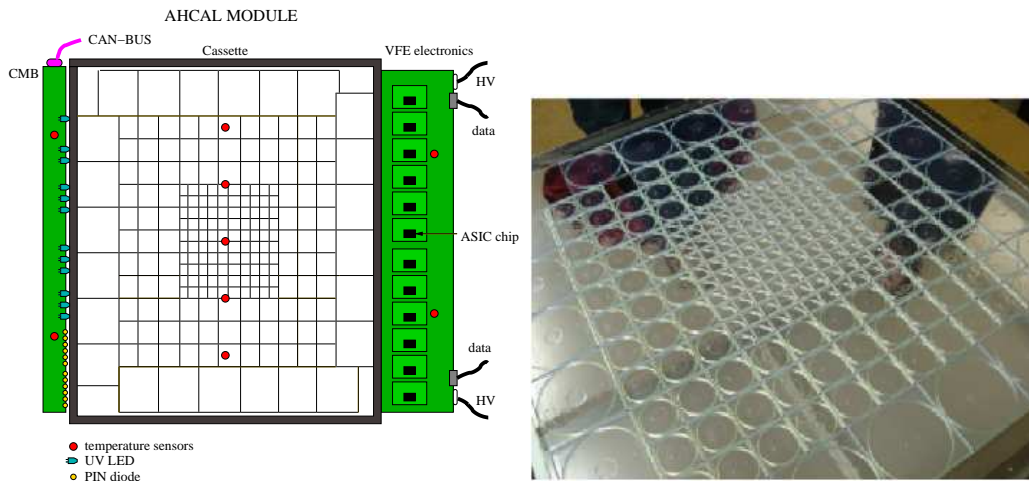 AHCAL MODULE
CAN−BUS
Cassette
VFE electronics
CMB
HV
data
ASIC chip
data
HV
temperature sensors
UV LED
PIN diode